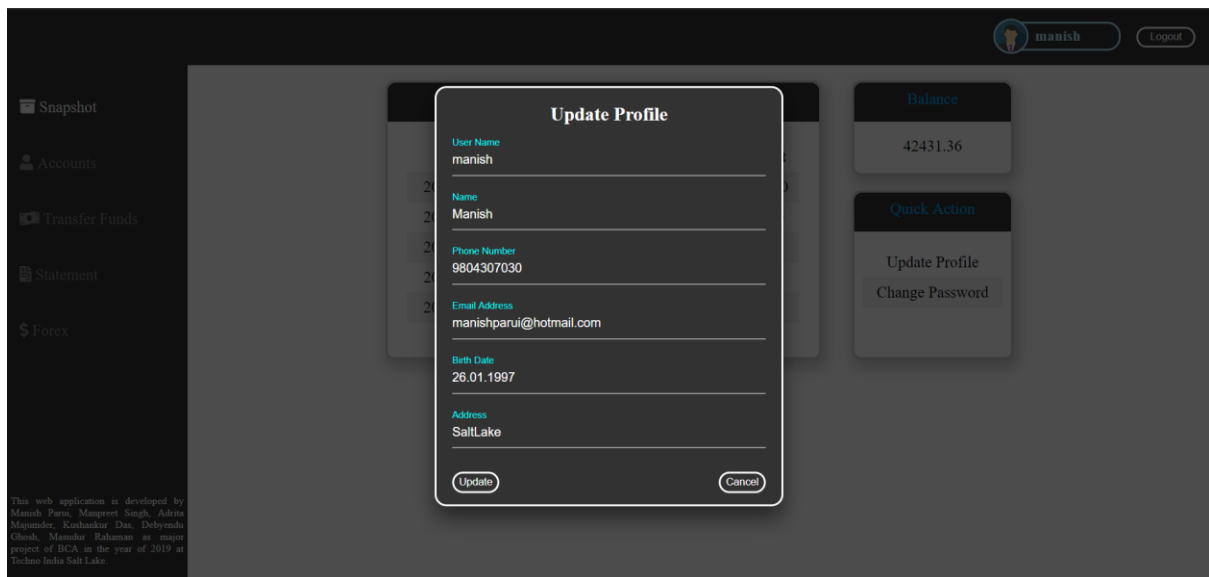 manish
Logout
Snapshot
Accounts
Transfer Funds
Statement
$ Forex
Update Profile
User Name
manish
Name
Manish
Phone Number
9804307030
Email Address
manishparui@hotmail.com
Birth Date
26.01.1997
Address
SaltLake
Update
Cancel
Balance
42431.36
Quick Action
Update Profile
Change Password
This web application is developed by
Manish Parui, Manpreet Singh, Adrita
Majumder, Kushankur Das, Debyendu
Ghosh, Masudur Rahaman as major
project of BCA in the year of 2019 at
Techno India Salt Lake.